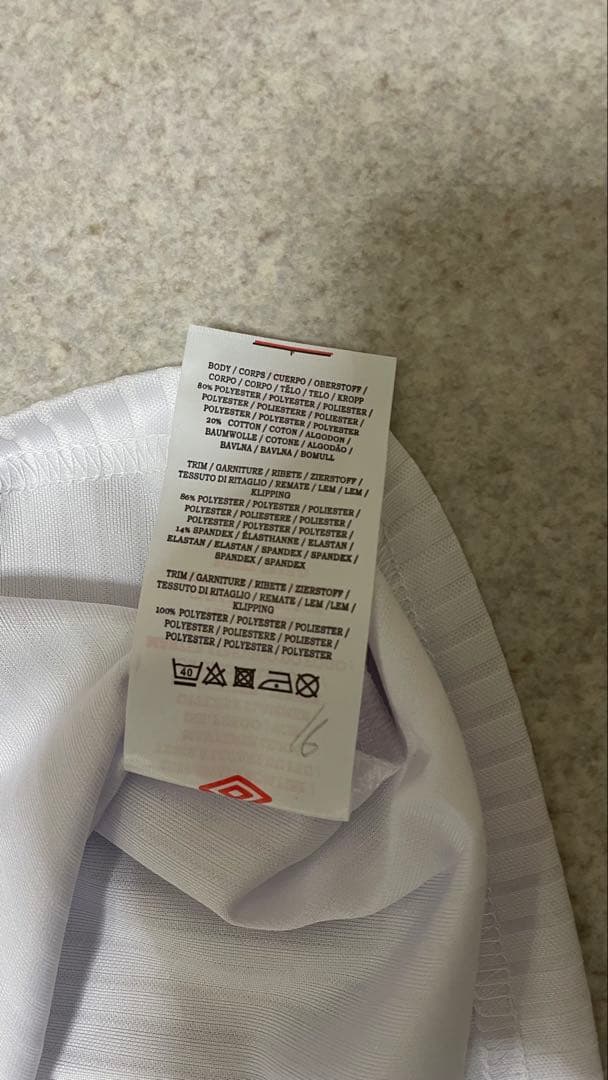 BODY / CORPS / CUERPO / OBERSTOFF /
CORPO / CORPO / TĚLO / TELO / KROPP
80% POLYESTER / POLYESTER / POLIESTER /
POLYESTER / POLIESTERE / POLIESTER /
POLYESTER / POLYESTER / POLYESTER
20% COTTON / COTON / ALGODON /
BAUMWOLLE / COTONE / ALGODÃO /
BAVLNA / BAVLNA / BOMULL
TRIM / GARNITURE / RIBETE / ZIERSTOFF /
TESSUTO DI RITAGLIO / REMATE / LEM / LEM /
KLIPPING
86% POLYESTER / POLYESTER / POLIESTER /
POLYESTER / POLIESTERE / POLIESTER /
POLYESTER / POLYESTER / POLYESTER /
14% SPANDEX / ÉLASTHANNE / ELASTAN /
ELASTAN / ELASTAN / SPANDEX / SPANDEX /
SPANDEX / SPANDEX
TRIM / GARNITURE / RIBETE / ZIERSTOFF /
TESSUTO DI RITAGLIO / REMATE / LEM /LEM /
KLIPPING
100% POLYESTER / POLYESTER / POLIESTER /
POLYESTER / POLIESTERE / POLIESTER /
POLYESTER / POLYESTER / POLYESTER
40
16